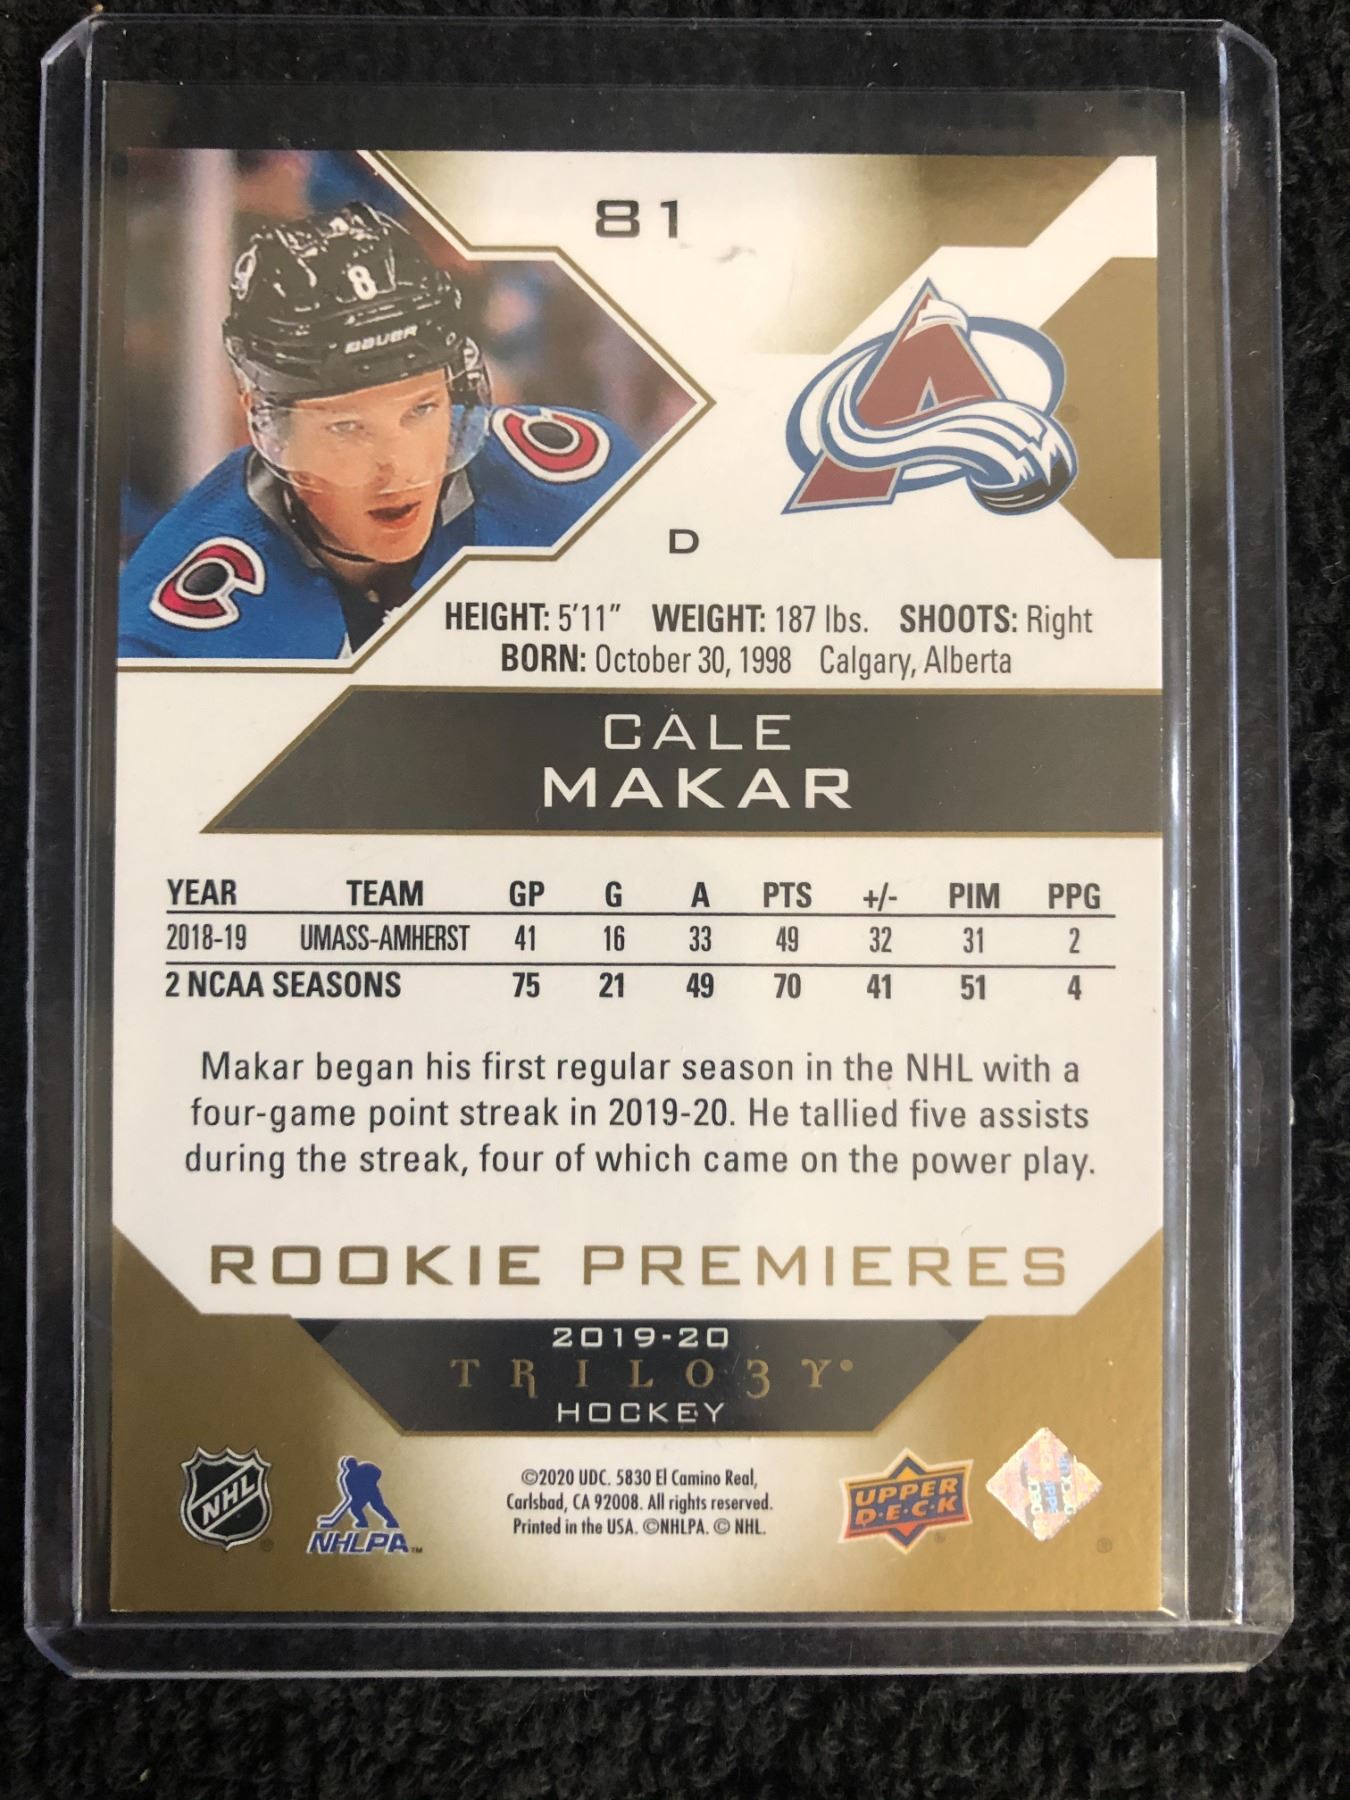 81
8
BAUER
D
HEIGHT: 5'11" WEIGHT: 187 lbs. SHOOTS: Right
BORN: October 30, 1998 Calgary, Alberta
CALE
MAKAR
YEAR TEAM GP G A PTS +/- PIM PPG
2018-19 UMASS-AMHERST 41 16 33 49 32 31 2
2 NCAA SEASONS 75 21 49 70 41 51 4
Makar began his first regular season in the NHL with a
four-game point streak in 2019-20. He tallied five assists
during the streak, four of which came on the power play.
ROOKIE PREMIERES
2019-20
TRILOGY
HOCKEY
NHL
NHLPA™
©2020 UDC. 5830 El Camino Real,
Carlsbad, CA 92008. All rights reserved.
Printed in the USA. ©NHLPA. © NHL.
UPPER
D·E·C·K